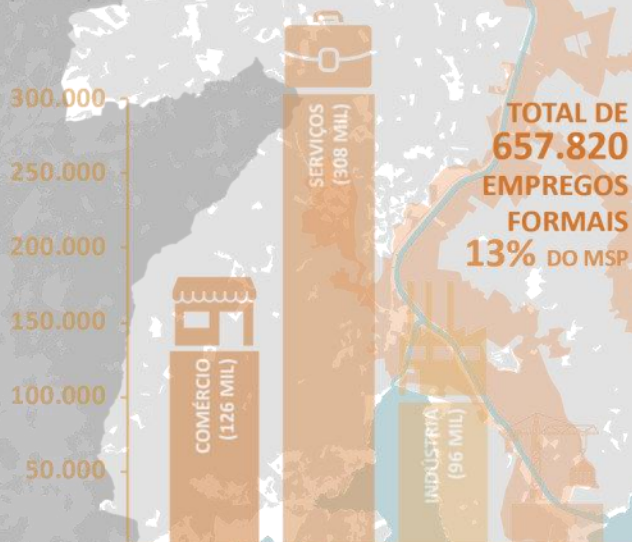 300.000
250.000
200.000
150.000
100.000
50.000
COMÉRCIO
(126 MIL)
SERVIÇOS
(308 MIL)
INDÚSTRIA
(96 MIL)
TOTAL DE
657.820
EMPREGOS
FORMAIS
13% DO MSP